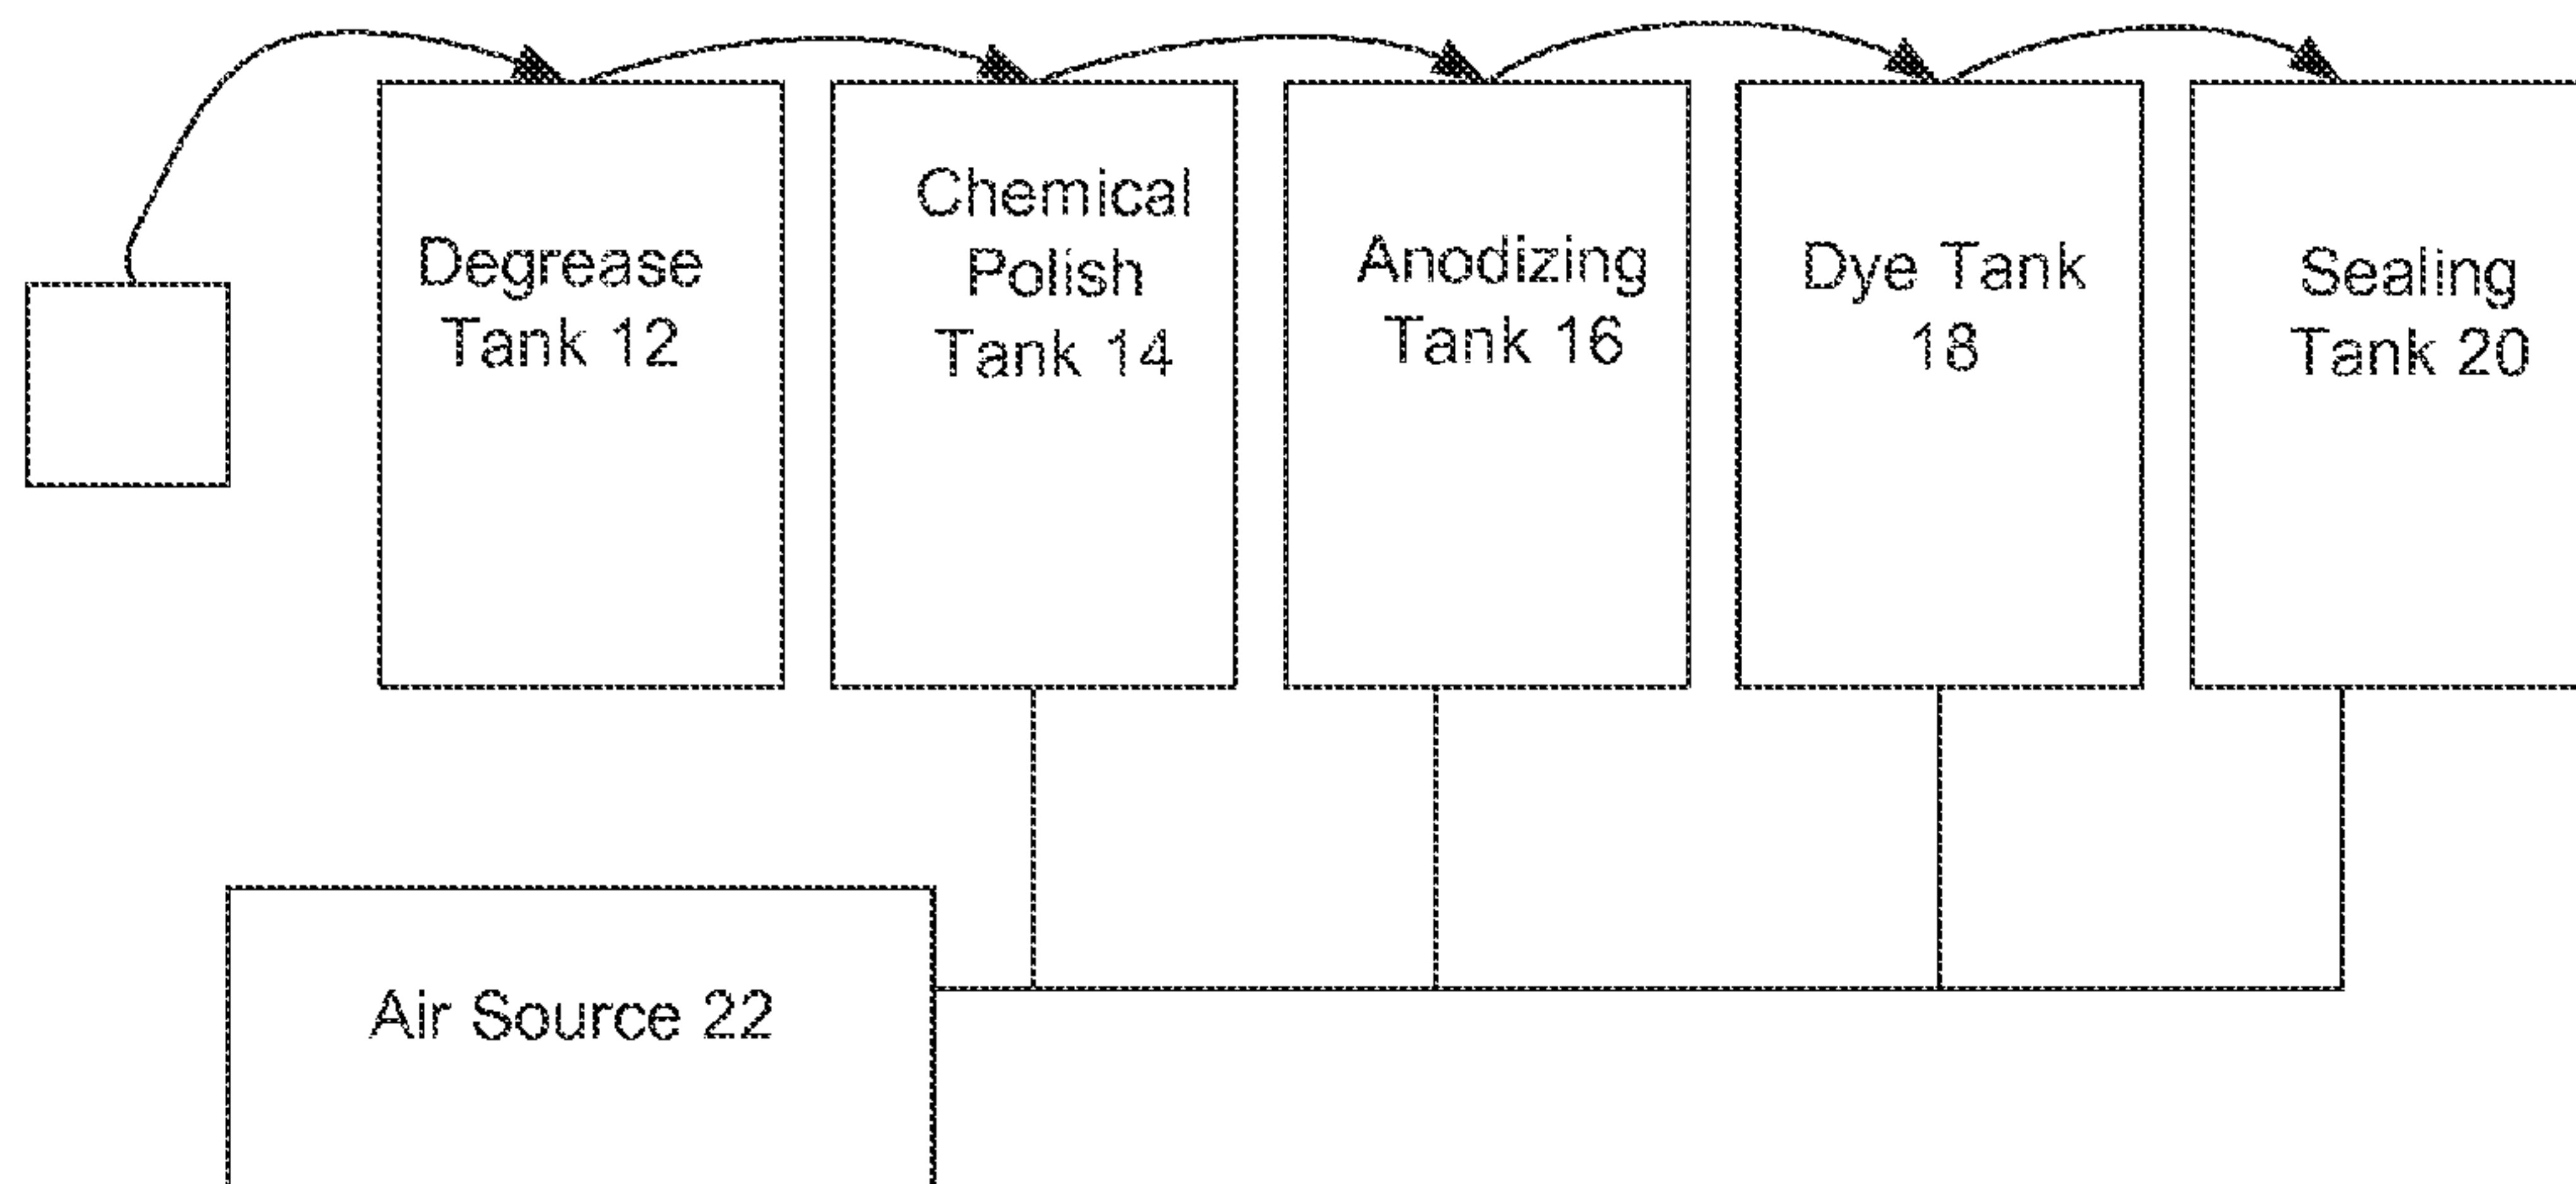 Degrease
Tank 12
Chemical
Polish
Tank 14
Anodizing
Tank 16
Dye Tank
18
Sealing
Tank 20
Air Source 22